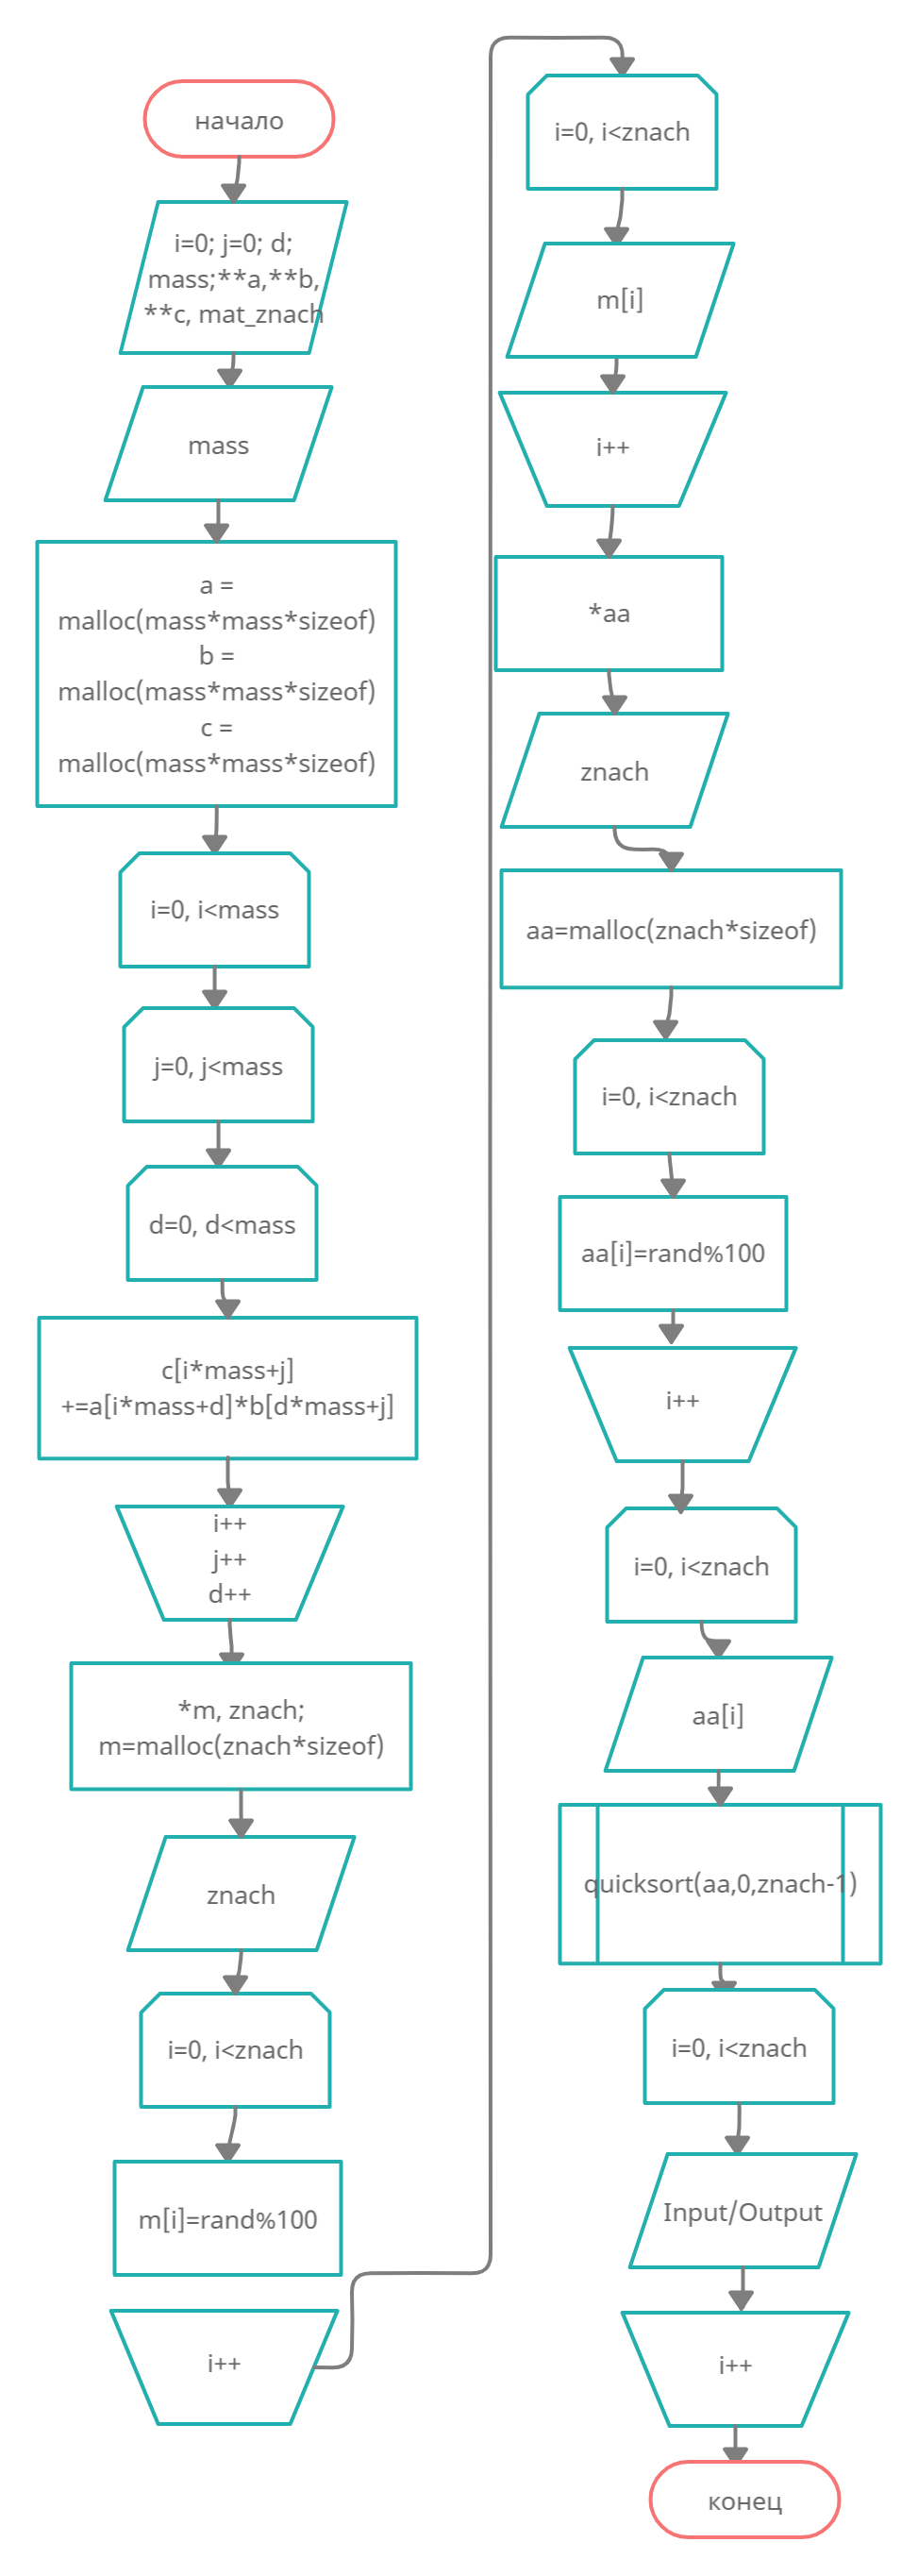 начало
i=0; j=0; d;
mass;**a,**b,
**c, mat_znach
mass
a =
malloc(mass*mass*sizeof)
b =
malloc(mass*mass*sizeof)
c =
malloc(mass*mass*sizeof)
i=0, i<mass
j=0, j<mass
d=0, d<mass
c[i*mass+j]
+=a[i*mass+d]*b[d*mass+j]
i++
j++
d++
*m, znach;
m=malloc(znach*sizeof)
znach
i=0, i<znach
m[i]=rand%100
i++
i=0, i<znach
m[i]
i++
*aa
znach
aa=malloc(znach*sizeof)
i=0, i<znach
aa[i]=rand%100
i++
i=0, i<znach
aa[i]
quicksort(aa,0,znach-1)
i=0, i<znach
Input/Output
i++
конец